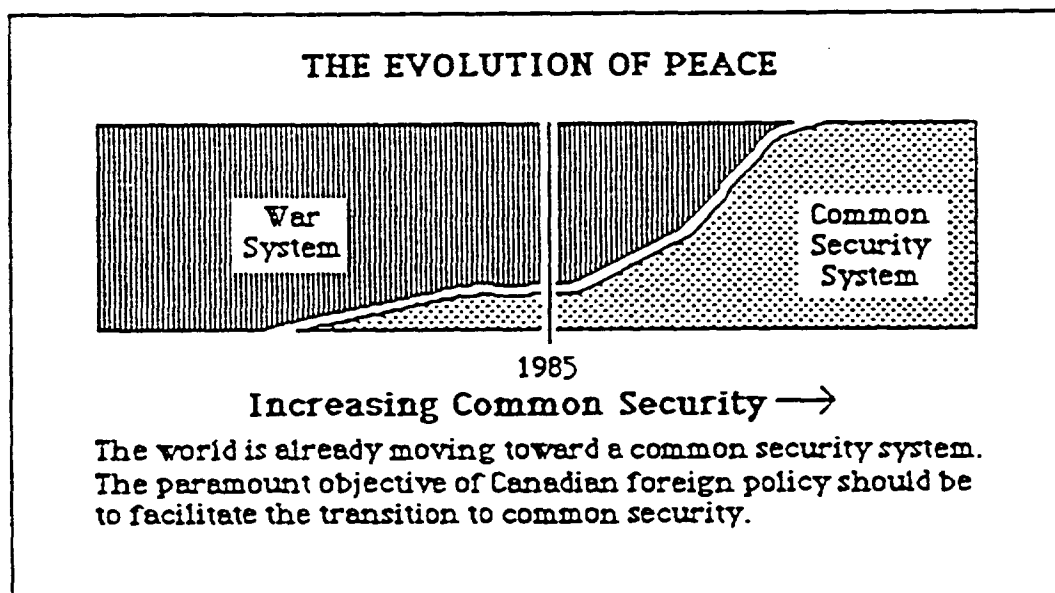 THE EVOLUTION OF PEACE
War
System
Common
Security
System
1985
Increasing Common Security →
The world is already moving toward a common security system.
The paramount objective of Canadian foreign policy should be
to facilitate the transition to common security.